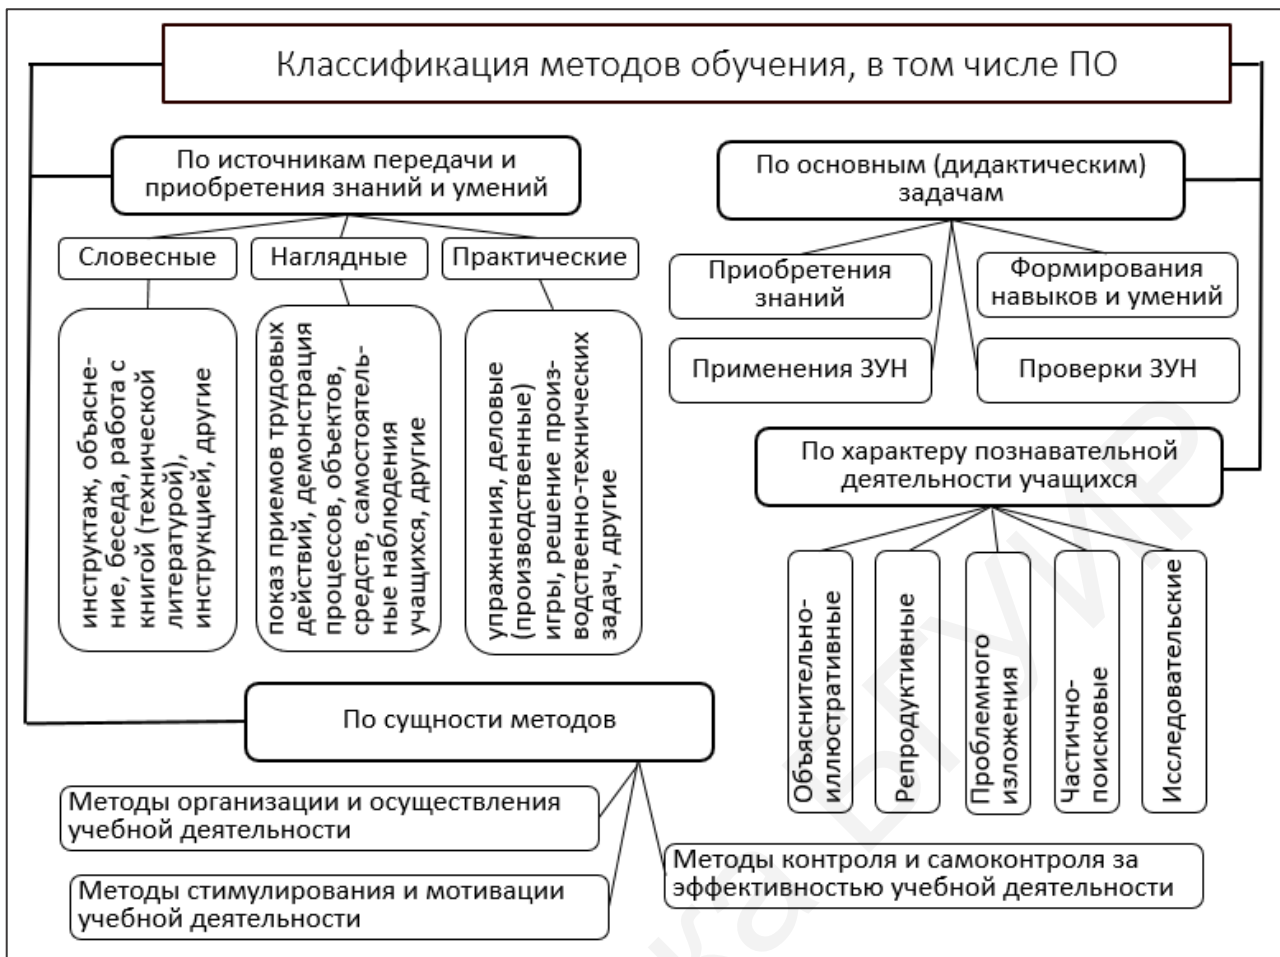 Классификация методов обучения, в том числе ПО
По источникам передачи и
приобретения знаний и умений
Словесные
Наглядные
Практические
инструктаж, объясне-
ние, беседа, работа с
книгой (технической
литературой),
инструкцией, другие
показ приемов трудовых
действий, демонстрация
процессов, объектов,
средств, самостоятель-
ные наблюдения
учащихся, другие
упражнения, деловые
(производственные)
игры, решение произ-
водственно-технических
задач, другие
По основным (дидактическим)
задачам
Приобретения
знаний
Формирования
навыков и умений
Применения ЗУН
Проверки ЗУН
По характеру познавательной
деятельности учащихся
Объяснительно-
иллюстративные
Репродуктивные
Проблемного
изложения
Частично-
поисковые
Исследовательские
По сущности методов
Методы организации и осуществления
учебной деятельности
Методы стимулирования и мотивации
учебной деятельности
Методы контроля и самоконтроля за
эффективностью учебной деятельности
БГУИР